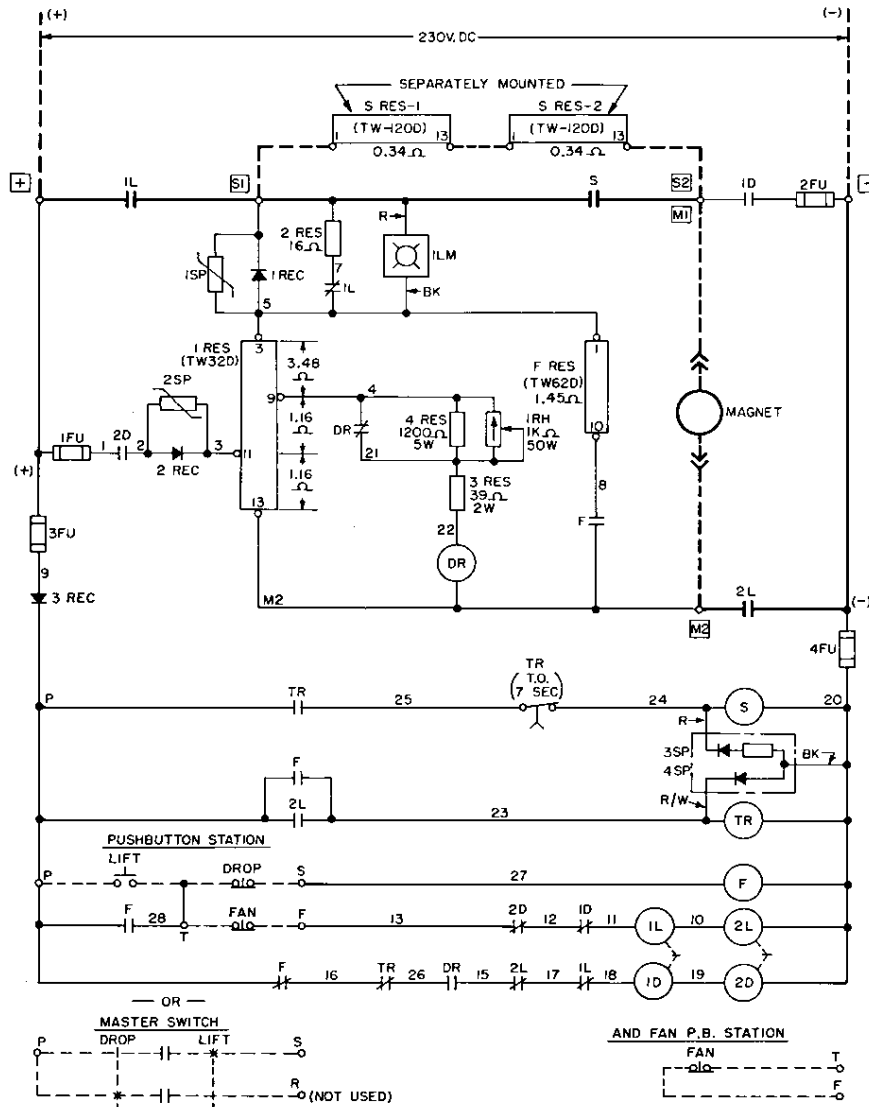 (+)
(-)
230V. DC
SEPARATELY MOUNTED
S RES-1
S RES-2
1
(TW-120D)
13
1
(TW-120D)
13
0.34Ω
0.34Ω
+
1L
S1
S
S2
M1
1D
2FU
-
R
2 RES
16Ω
1LM
1SP
1 REC
7
1L
BK
5
1 RES
(TW32D)
3
3.48
Ω
F RES
(TW62D)
1.45Ω
1
10
2SP
9
4
1.16
Ω
DR
4 RES
1200Ω
5W
1RH
1K Ω
50W
MAGNET
1FU
1
2D
2
3
11
2 REC
(+)
21
1.16
Ω
13
3 RES
39Ω
2W
8
3FU
22
F
9
DR
3 REC
M2
M2
2L
(-)
4FU
TR
T.O.
(7 SEC)
P
TR
25
24
S
20
R
3SP
BK
4SP
F
R/W
2L
23
TR
PUSHBUTTON STATION
LIFT
P
DROP
S
27
F
F
28
T
FAN
F
13
2D
12
1D
11
1L
10
2L
F
16
TR
26
DR
15
2L
17
1L
18
1D
19
2D
— OR —
MASTER SWITCH
P
DROP
LIFT
S
R
(NOT USED)
AND FAN P.B. STATION
FAN
T
F